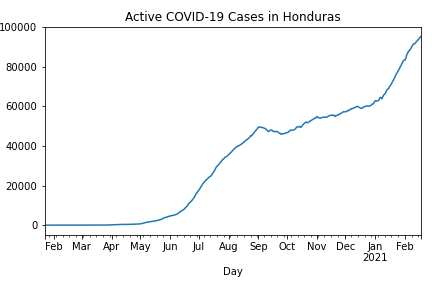 Active COVID-19 Cases in Honduras
100000
80000
60000
40000
20000
0
Feb Mar Apr May Jun Jul Aug Sep Oct Nov Dec Jan Feb
2021
Day